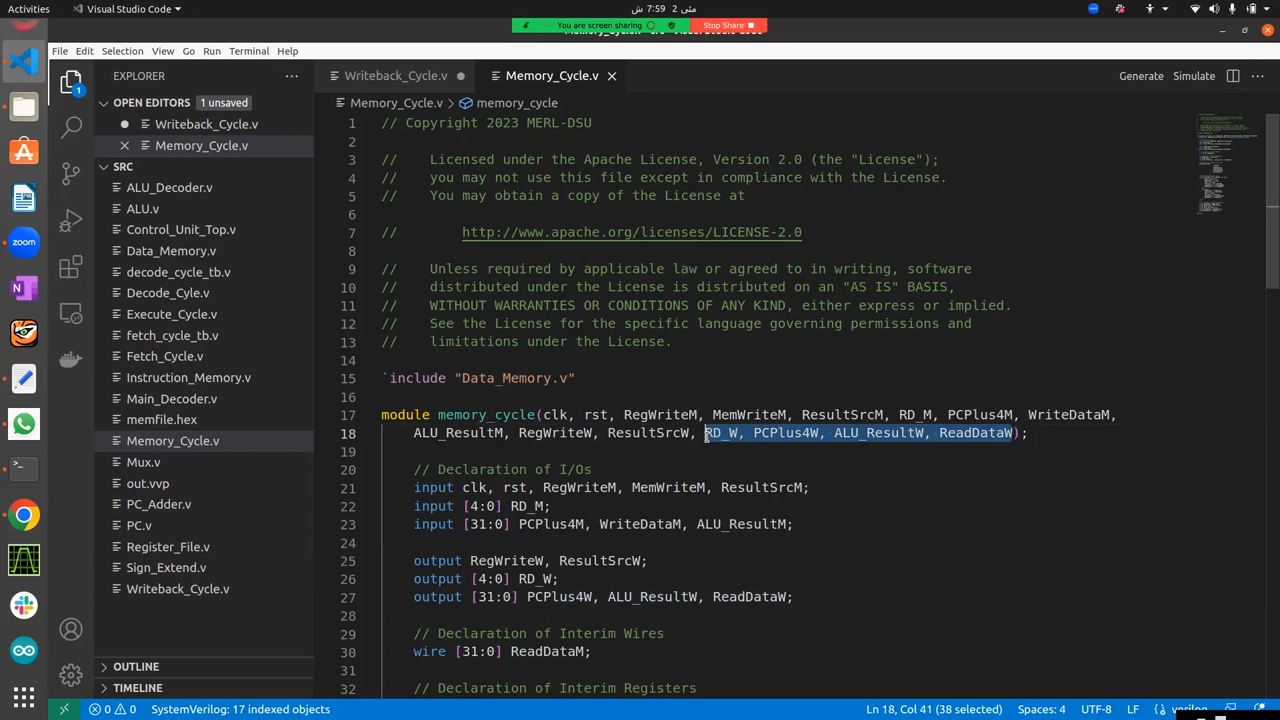 Activities
Visual Studio Code
مئی 2  7:59 ش
You are screen sharing
Stop Share
File Edit Selection View Go Run Terminal Help
EXPLORER
OPEN EDITORS 1 unsaved
Writeback_Cycle.v
Memory_Cycle.v
SRC
ALU_Decoder.v
ALU.v
Control_Unit_Top.v
Data_Memory.v
decode_cycle_tb.v
Decode_Cyle.v
Execute_Cycle.v
Fetch_cycle_tb.v
Fetch_Cycle.v
Instruction_Memory.v
Main_Decoder.v
memfile.hex
Memory_Cycle.v
Mux.v
out.vvp
PC_Adder.v
PC.v
Register_File.v
Sign_Extend.v
Writeback_Cycle.v
OUTLINE
TIMELINE
1
zoom
Writeback_Cycle.v
Memory_Cycle.v
Generate Simulate
Memory_Cycle.v > memory_cycle
1 // Copyright 2023 MERL-DSU
2
3 // Licensed under the Apache License, Version 2.0 (the "License");
4 // you may not use this file except in compliance with the License.
5 // You may obtain a copy of the License at
6
7 // http://www.apache.org/licenses/LICENSE-2.0
8
9 // Unless required by applicable law or agreed to in writing, software
10 // distributed under the License is distributed on an "AS IS" BASIS,
11 // WITHOUT WARRANTIES OR CONDITIONS OF ANY KIND, either express or implied.
12 // See the License for the specific language governing permissions and
13 // limitations under the License.
14
15 `include "Data_Memory.v"
16
17 module memory_cycle(clk, rst, RegWriteM, MemWriteM, ResultSrcM, RD_M, PCPlus4M, WriteDataM,
18 ALU_ResultM, RegWriteW, ResultSrcW, RD_W, PCPlus4W, ALU_ResultW, ReadDataW);
19
20 // Declaration of I/Os
21 input clk, rst, RegWriteM, MemWriteM, ResultSrcM;
22 input [4:0] RD_M;
23 input [31:0] PCPlus4M, WriteDataM, ALU_ResultM;
24
25 output RegWriteW, ResultSrcW;
26 output [4:0] RD_W;
27 output [31:0] PCPlus4W, ALU_ResultW, ReadDataW;
28
29 // Declaration of Interim Wires
30 wire [31:0] ReadDataM;
31
32 // Declaration of Interim Registers
0 0 SystemVerilog: 17 indexed objects
Ln 18, Col 41 (38 selected) Spaces: 4 UTF-8 LF verilog